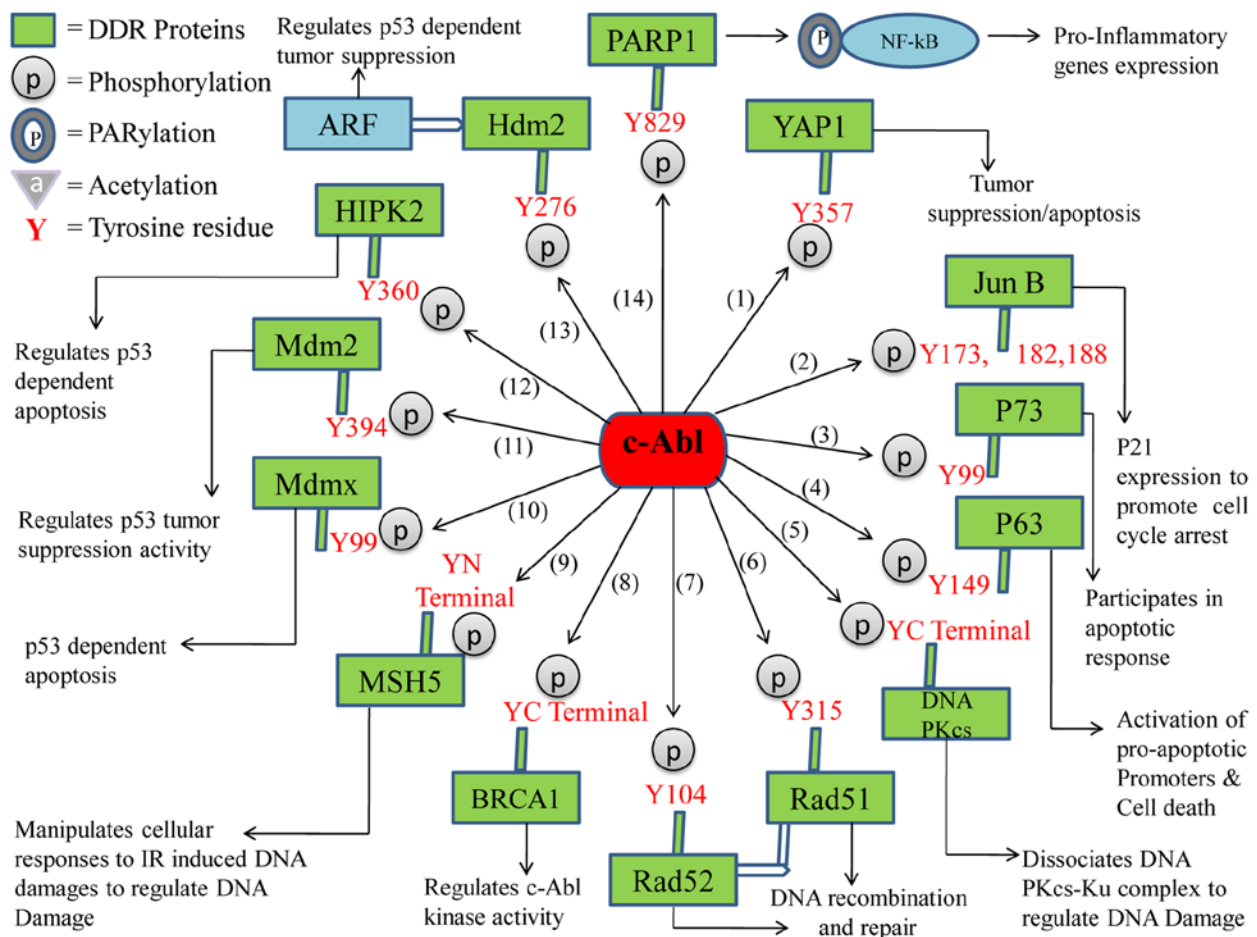 = DDR Proteins
p = Phosphorylation
P = PARylation
a = Acetylation
Y = Tyrosine residue
Regulates p53 dependent
tumor suppression
ARF
Hdm2
Y276
p
PARP1
Y829
p
P
NF-kB
Pro-Inflammatory
genes expression
YAP1
Y357
p
Tumor
suppression/apoptosis
HIPK2
Y360
p
Regulates p53
dependent
apoptosis
Jun B
p
Y173, 182,188
P21
expression to
promote cell
cycle arrest
Mdm2
Y394
p
Regulates p53 tumor
suppression activity
P73
p
Y99
Participates in
apoptotic
response
c-Abl
(1)
(2)
(3)
(4)
(5)
(6)
(7)
(8)
(9)
(10)
(11)
(12)
(13)
(14)
Mdmx
Y99
p
p53 dependent
apoptosis
P63
p
Y149
Activation of
pro-apoptotic
Promoters &
Cell death
YN
Terminal
p
MSH5
Manipulates cellular
responses to IR induced DNA
damages to regulate DNA
Damage
p
YC Terminal
BRCA1
Regulates c-Abl
kinase activity
p
Y104
Rad52
p
Y315
Rad51
DNA recombination
and repair
p
YC Terminal
DNA
PKcs
Dissociates DNA
PKcs-Ku complex to
regulate DNA Damage